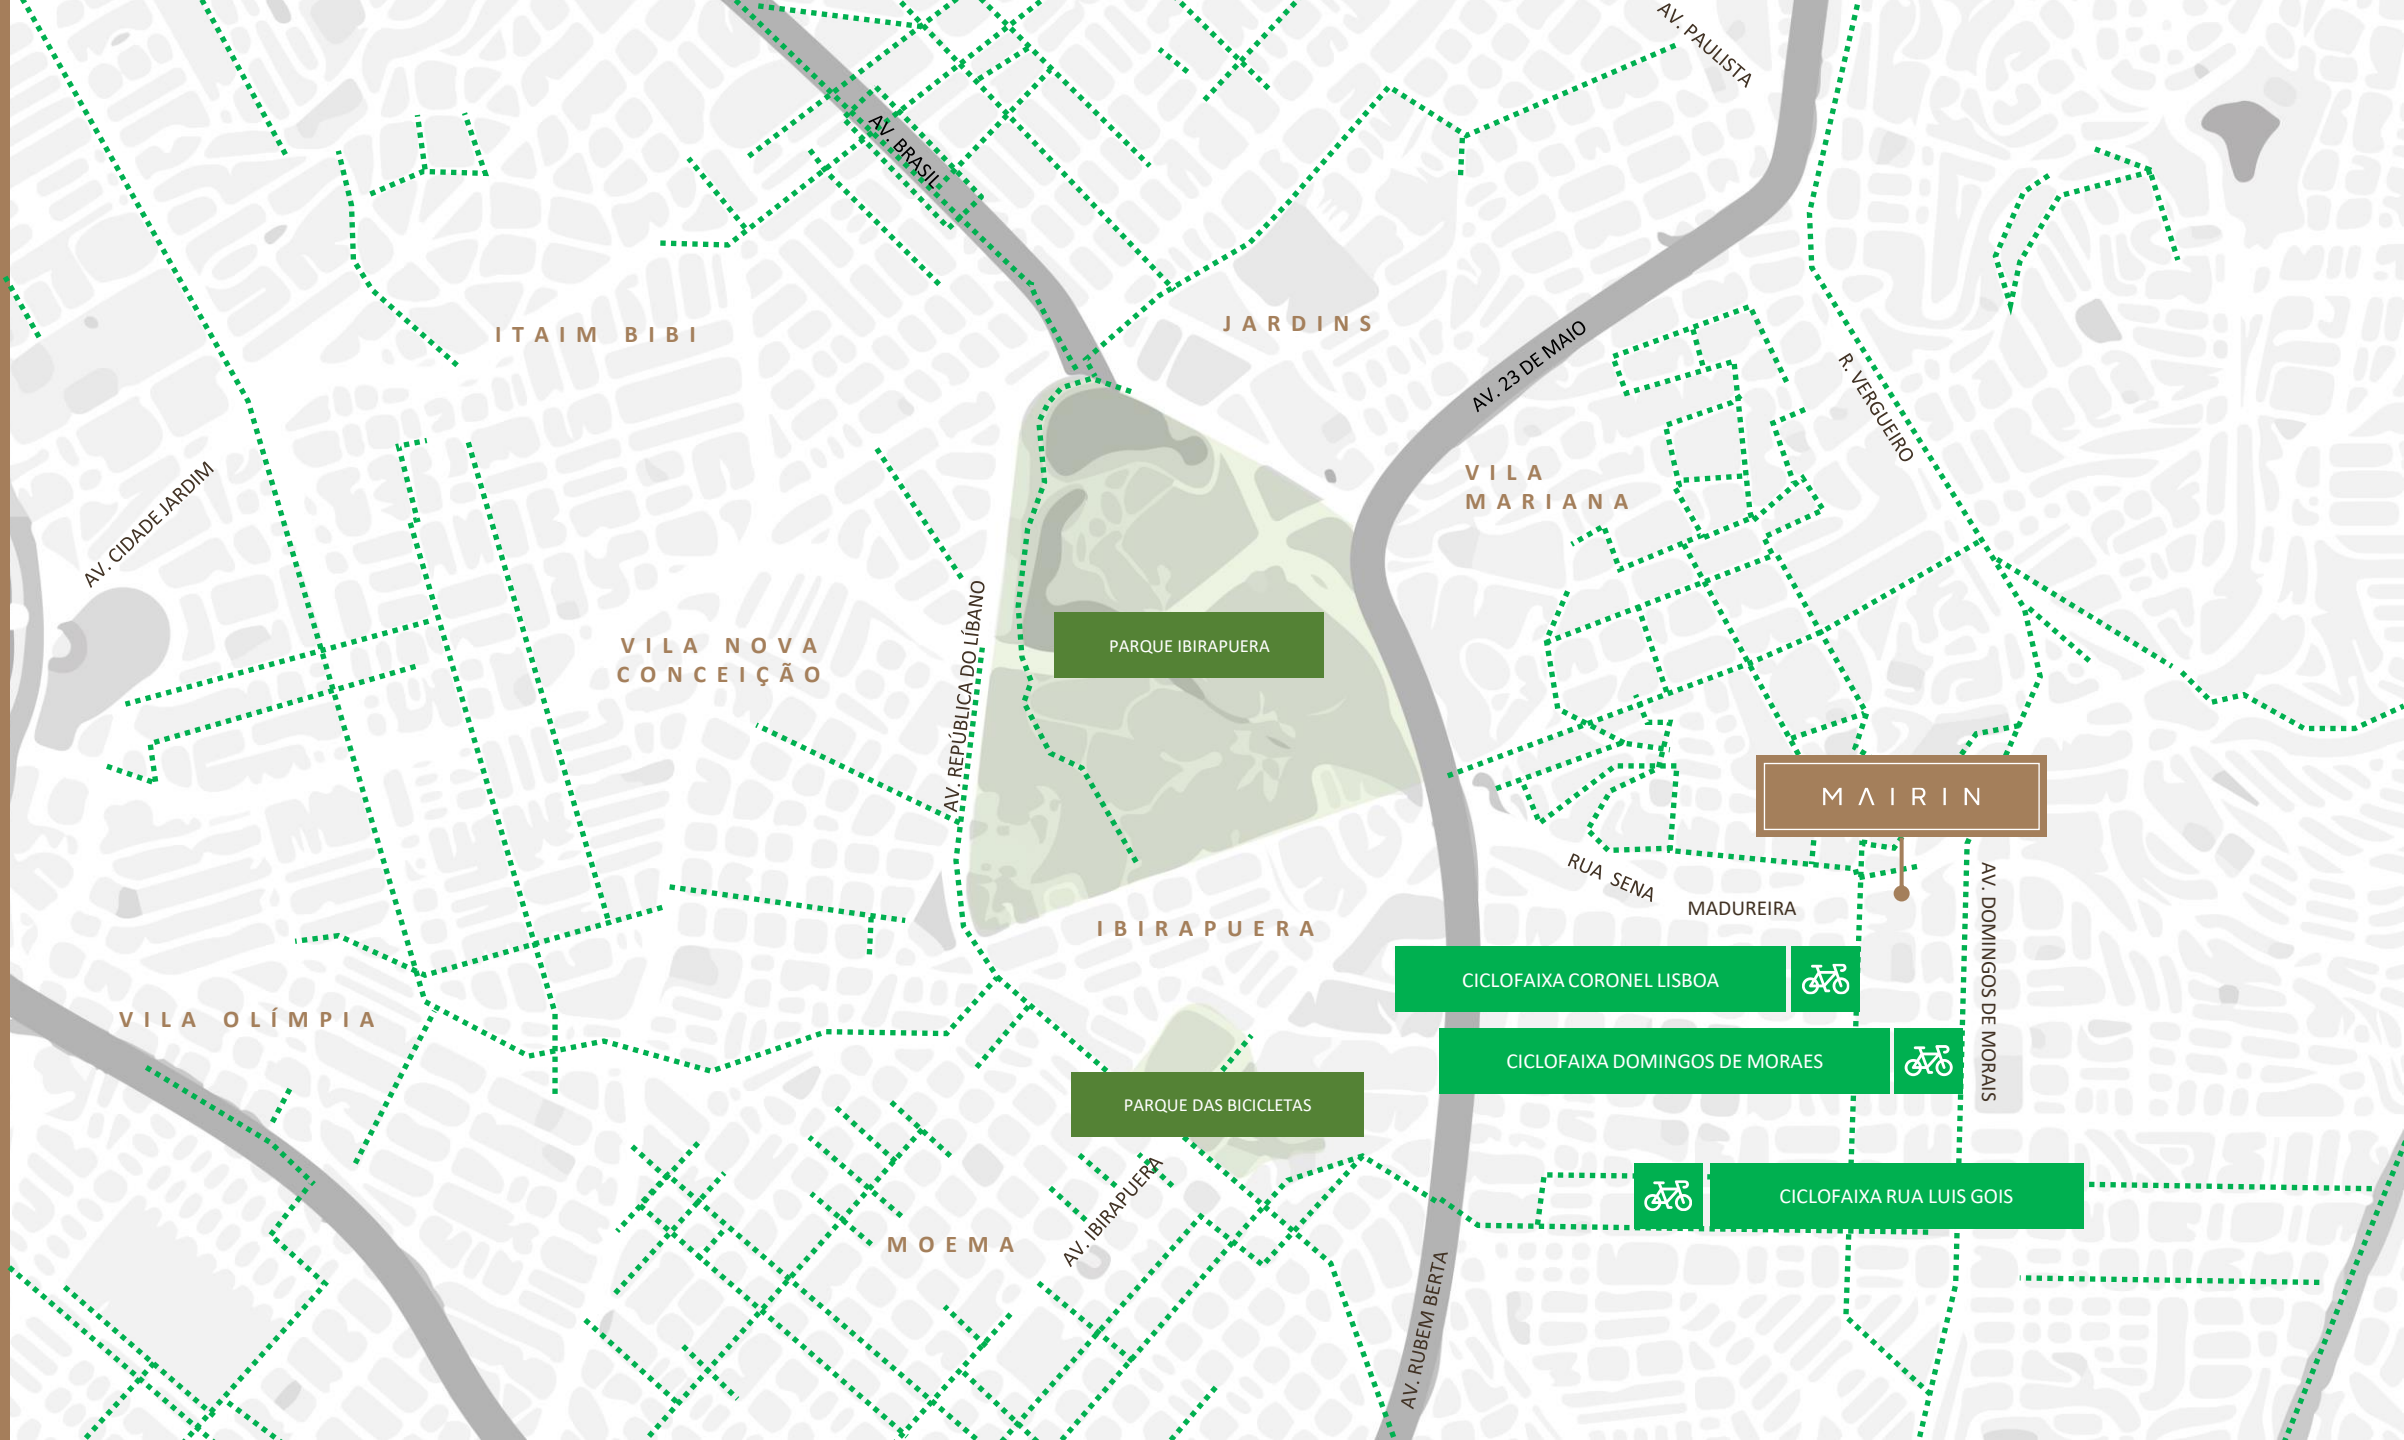 AV. PAULISTA
AV. BRASIL
ITAIM BIBI
JARDINS
AV. 23 DE MAIO
R. VERGUEIRO
AV. CIDADE JARDIM
VILA
MARIANA
VILA NOVA
CONCEIÇÃO
AV. REPÚBLICA DO LÍBANO
PARQUE IBIRAPUERA
MAIRIN
RUA SENA
MADUREIRA
AV. DOMINGOS DE MORAIS
IBIRAPUERA
CICLOFAIXA CORONEL LISBOA
VILA OLÍMPIA
CICLOFAIXA DOMINGOS DE MORAES
PARQUE DAS BICICLETAS
CICLOFAIXA RUA LUIS GOIS
AV. IBIRAPUERA
MOEMA
AV. RUBEM BERTA